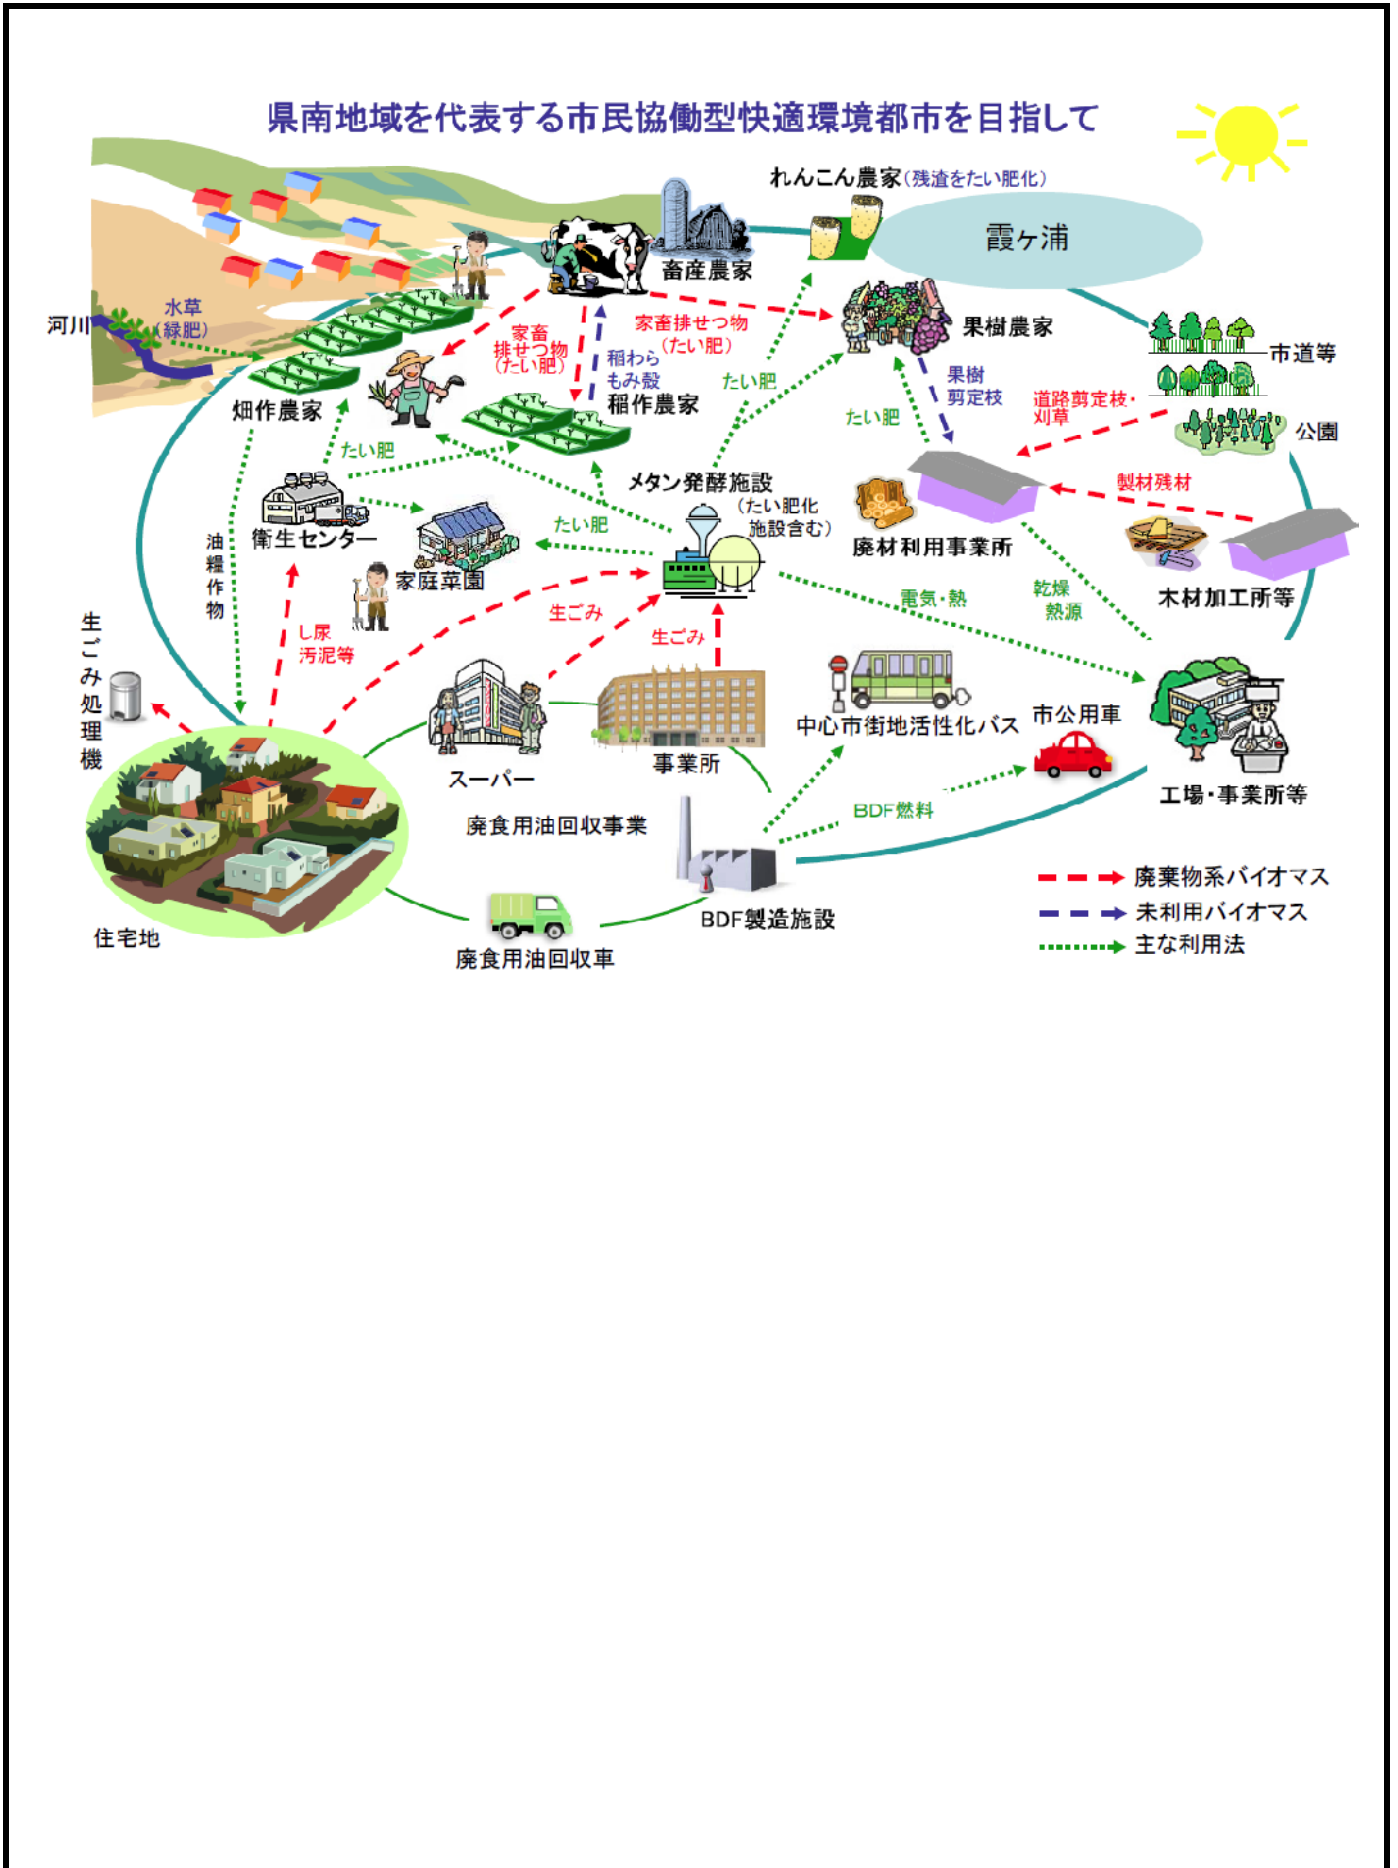 県南地域を代表する市民協働型快適環境都市を目指して
れんこん農家(残渣をたい肥化)
霞ヶ浦
畜産農家
水草
(緑肥)
河川
家畜
排せつ物
(たい肥)
稲わら
もみ殻
家畜排せつ物
(たい肥)
果樹農家
市道等
果樹
剪定枝
道路剪定枝・
刈草
公園
畑作農家
稲作農家
たい肥
たい肥
たい肥
メタン発酵施設
(たい肥化
施設含む)
製材残材
衛生センター
たい肥
家庭菜園
廃材利用事業所
木材加工所等
油糧作物
電気・熱
乾燥
熱源
生ごみ
生ごみ
し尿
汚泥等
生ごみ処理機
スーパー
事業所
中心市街地活性化バス
市公用車
工場・事業所等
廃食用油回収事業
BDF燃料
廃棄物系バイオマス
未利用バイオマス
主な利用法
BDF製造施設
住宅地
廃食用油回収車